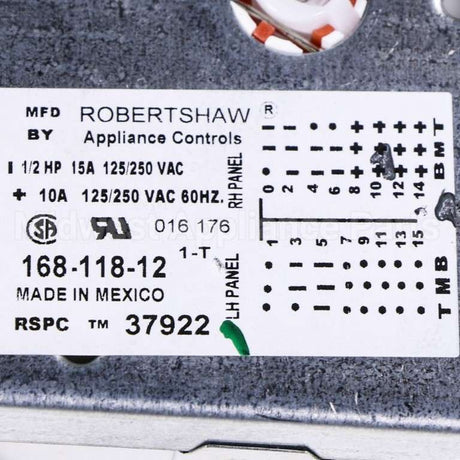 MFD ROBERTSHAW ®
BY Appliance Controls
I 1/2 HP 15A 125/250 VAC
+ 10A 125/250 VAC 60HZ.
016 176
1-T
168-118-12
MADE IN MEXICO
RSPC ™ 37922
RH PANEL
0 2 4 6 8 10 12 14
B M T
LH PANEL
1 3 5 7 9 11 13 15
T M B